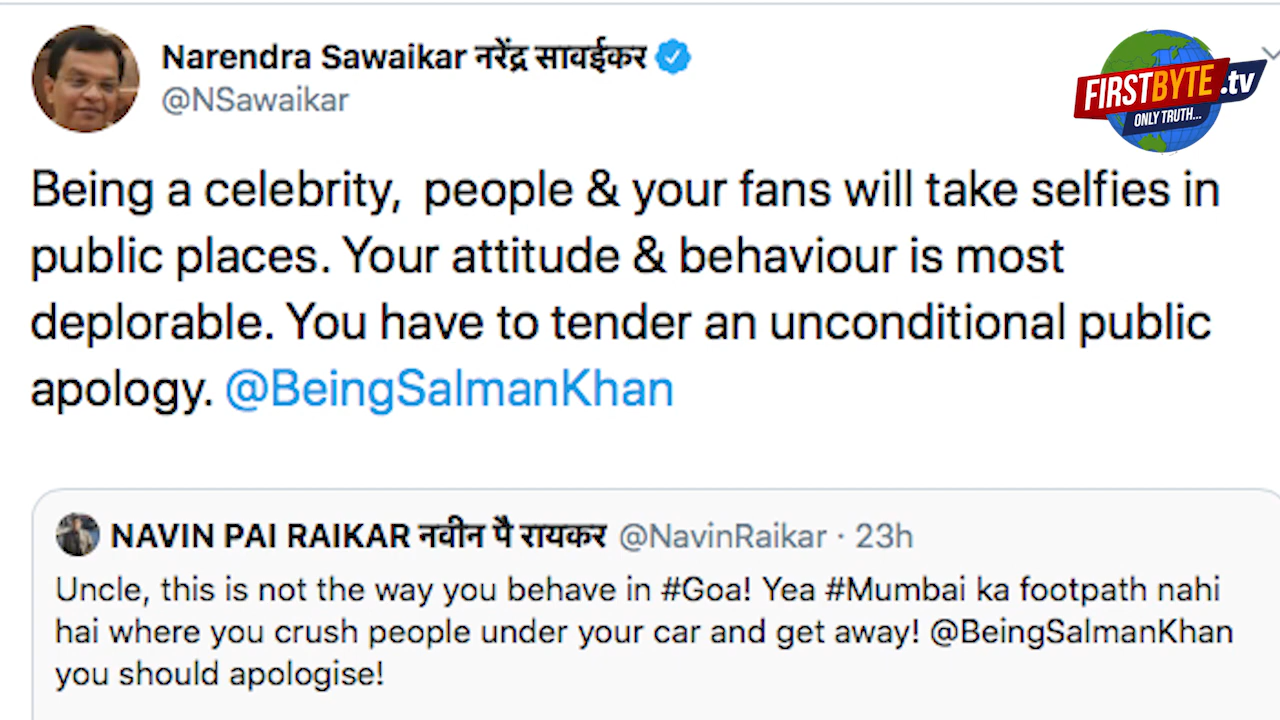 Narendra Sawaikar नरेंद्र सावईकर
@NSawaikar
FIRSTBYTE.tv
ONLY TRUTH...
Being a celebrity, people & your fans will take selfies in
public places. Your attitude & behaviour is most
deplorable. You have to tender an unconditional public
apology. @BeingSalmanKhan
NAVIN PAI RAIKAR नवीन पै रायकर @NavinRaikar · 23h
Uncle, this is not the way you behave in #Goa! Yea #Mumbai ka footpath nahi
hai where you crush people under your car and get away! @BeingSalmanKhan
you should apologise!